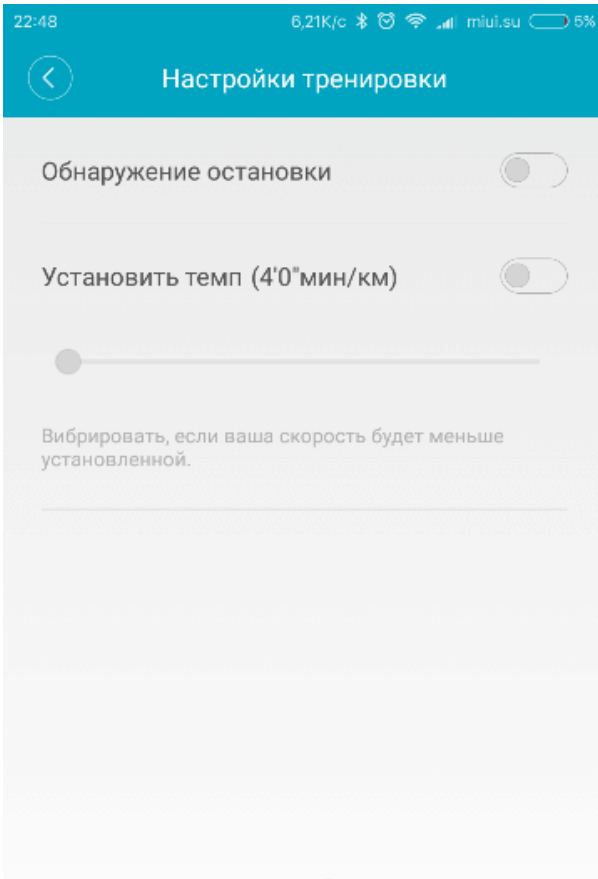 22:48 6,21K/c miui.su 5%
Настройки тренировки
Обнаружение остановки
Установить темп (4'0"мин/км)
Вибрировать, если ваша скорость будет меньше
установленной.